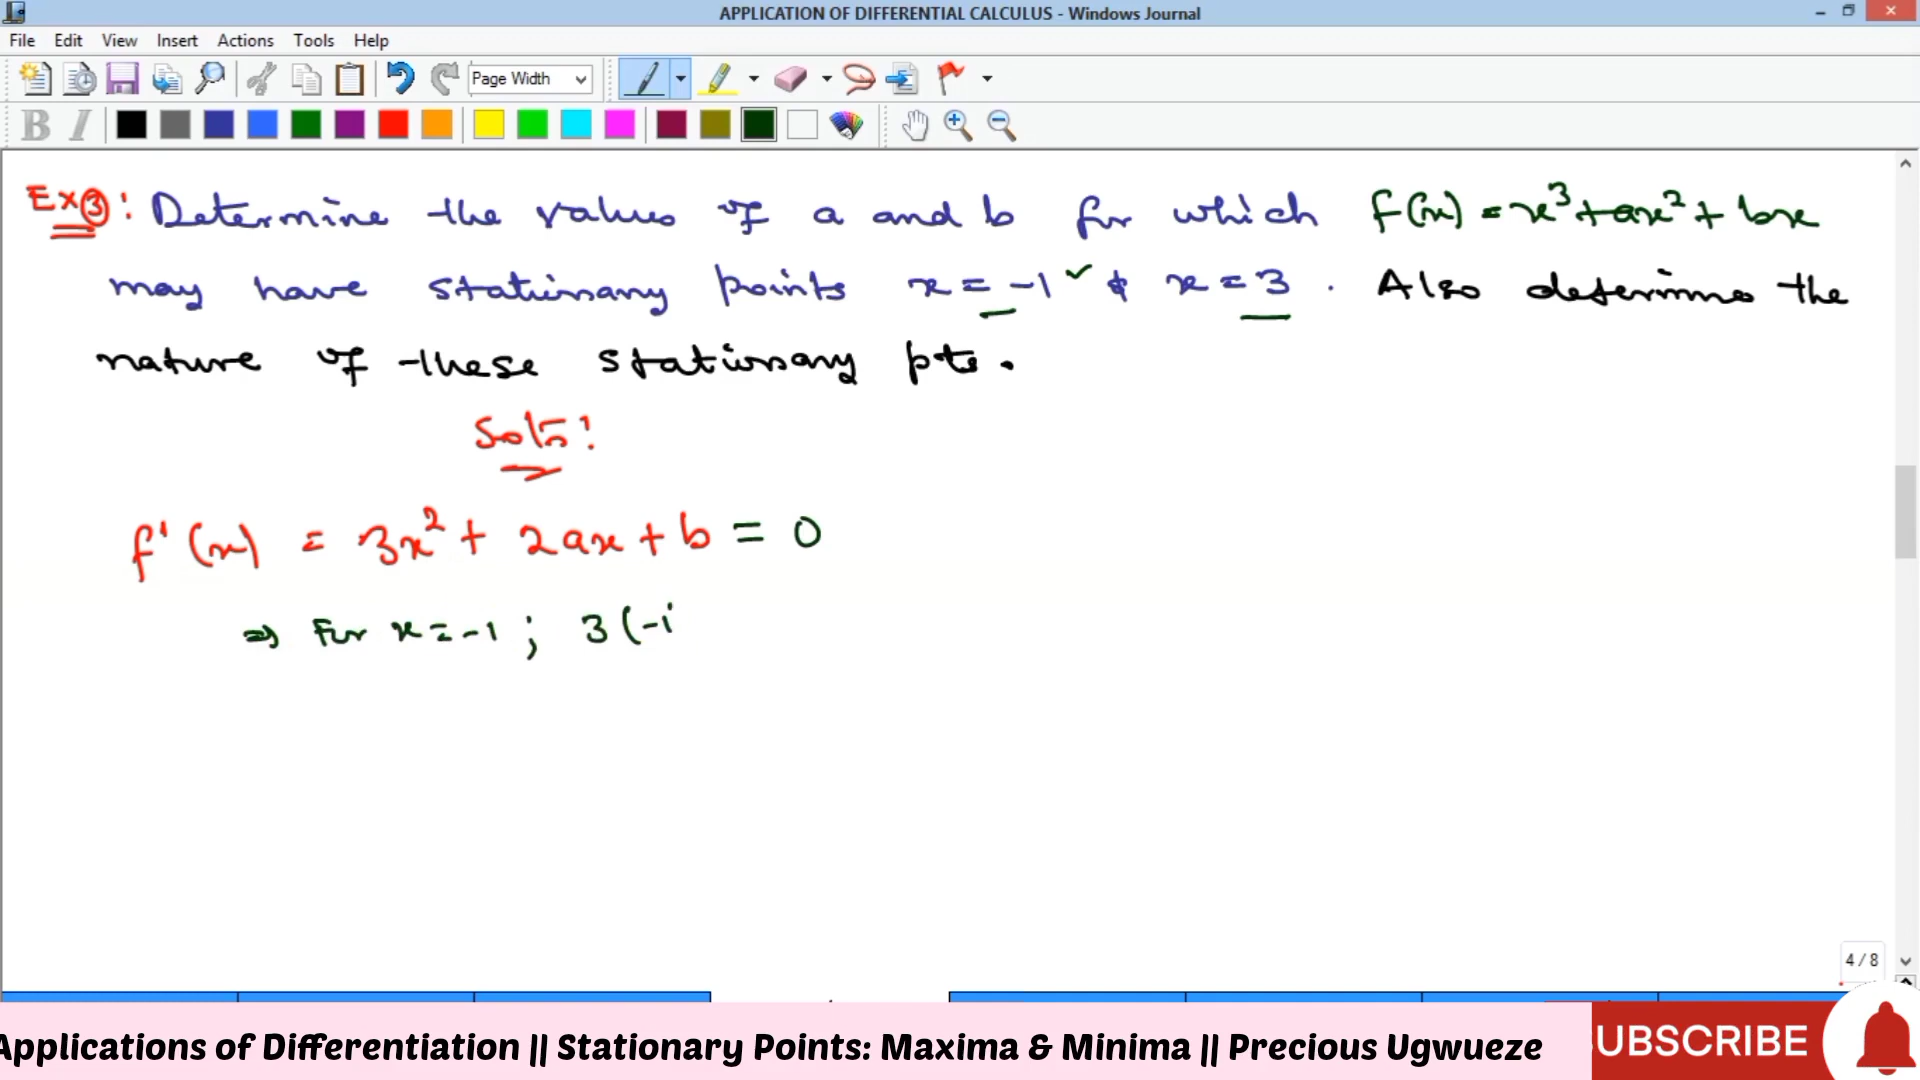 APPLICATION OF DIFFERENTIAL CALCULUS - Windows Journal
File Edit View Insert Actions Tools Help
Page Width
B I
Ex③: Determine the values of a and b for which f(x) = x³+ax²+bx
may have stationary points x = -1 ✓ & x = 3 . Also determine the
nature of these stationary pts.
Soln:
f'(x) = 3x² + 2ax + b = 0
⇒ For x = -1 ; 3(-1
4 / 8
Applications of Differentiation || Stationary Points: Maxima & Minima || Precious Ugwueze
SUBSCRIBE